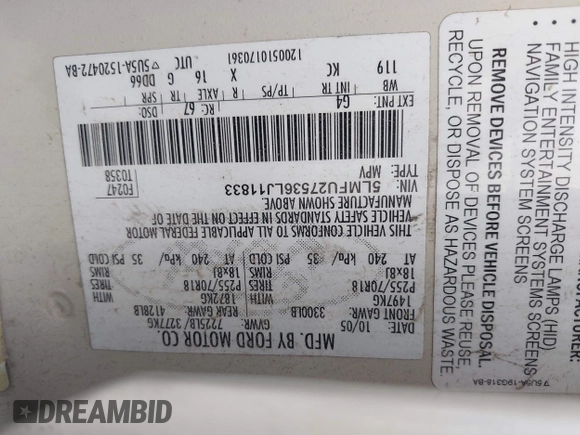 MFD. BY FORD MOTOR CO.
10/05 GVWR: 7225LB/3277KG
FRONT GAWR: 3300LB REAR GAWR: 4128LB
1497KG WITH 1872KG WITH
P255/70R18 P255/70R18
18x8J RIMS 18x8J RIMS
AT 240 kPa/ 35 PSI COLD AT 240 kPa/ 35 PSI COLD
THIS VEHICLE CONFORMS TO ALL APPLICABLE FEDERAL MOTOR
VEHICLE SAFETY STANDARDS IN EFFECT ON THE DATE OF
MANUFACTURE SHOWN ABOVE.
VIN: 5LMFU27536LJ11833 F0247
TYPE: MPV T0358
EXT PNT: G4 RC: 67 DSO:
WB INT TR TP/PS R AXLE TR SPR
119 KC X 16 G DD66
UTC
1200510170361 5U5A-1520472-BA
HIGH INTENSITY DISCHARGE LAMPS (HID)
FAMILY ENTERTAINMENT SYSTEMS SCREENS
NAVIGATION SYSTEM SCREENS
REMOVE DEVICES BEFORE VEHICLE DISPOSAL.
UPON REMOVAL OF DEVICES PLEASE REUSE,
RECYCLE, OR DISPOSE AS HAZARDOUS WASTE.
5U5A-19G316-BA
DREAMBID